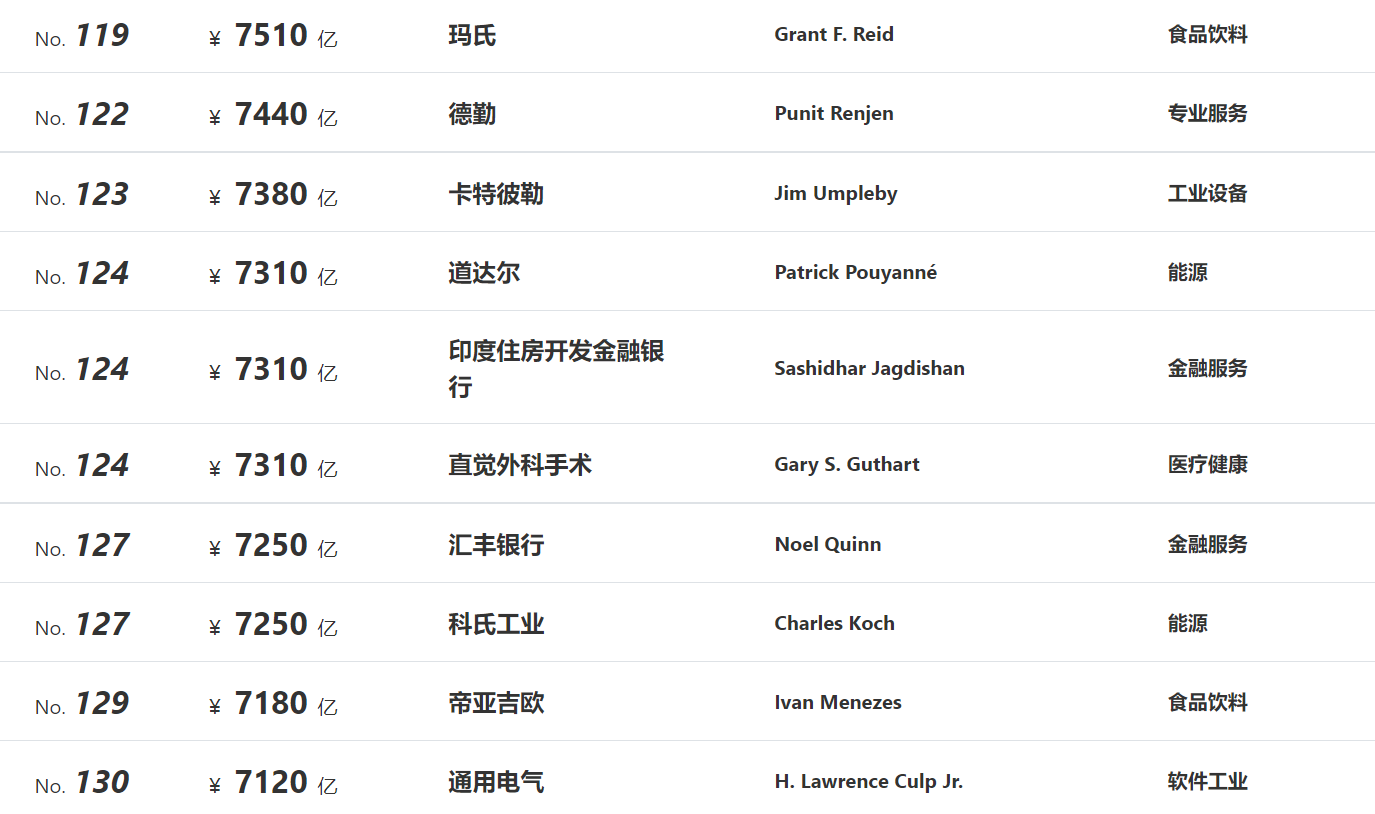 No. 119 ¥ 7510 亿 玛氏 Grant F. Reid 食品饮料
No. 122 ¥ 7440 亿 德勤 Punit Renjen 专业服务
No. 123 ¥ 7380 亿 卡特彼勒 Jim Umpleby 工业设备
No. 124 ¥ 7310 亿 道达尔 Patrick Pouyanné 能源
No. 124 ¥ 7310 亿 印度住房开发金融银
行 Sashidhar Jagdishan 金融服务
No. 124 ¥ 7310 亿 直觉外科手术 Gary S. Guthart 医疗健康
No. 127 ¥ 7250 亿 汇丰银行 Noel Quinn 金融服务
No. 127 ¥ 7250 亿 科氏工业 Charles Koch 能源
No. 129 ¥ 7180 亿 帝亚吉欧 Ivan Menezes 食品饮料
No. 130 ¥ 7120 亿 通用电气 H. Lawrence Culp Jr. 软件工业